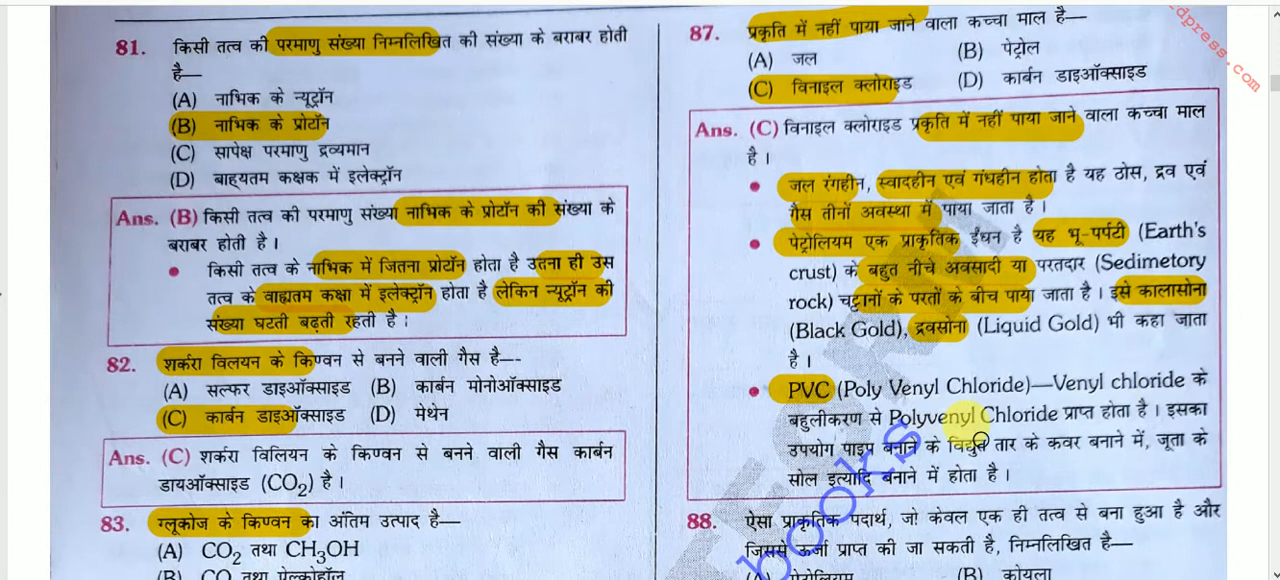 81. किसी तत्व की परमाणु संख्या निम्नलिखित की संख्या के बराबर होती
है—
(A) नाभिक के न्यूट्रॉन
(B) नाभिक के प्रोटॉन
(C) सापेक्ष परमाणु द्रव्यमान
(D) बाह्यतम कक्षक में इलेक्ट्रॉन
Ans. (B) किसी तत्व की परमाणु संख्या नाभिक के प्रोटॉन की संख्या के
बराबर होती है।
• किसी तत्व के नाभिक में जितना प्रोटॉन होता है उतना ही उस
तत्व के वाह्यतम कक्षा में इलेक्ट्रॉन होता है लेकिन न्यूट्रॉन की
संख्या घटती बढ़ती रहती है।
82. शर्करा विलयन के किण्वन से बनने वाली गैस है—-
(A) सल्फर डाइऑक्साइड (B) कार्बन मोनोऑक्साइड
(C) कार्बन डाइऑक्साइड (D) मेथेन
Ans. (C) शर्करा विलियन के किण्वन से बनने वाली गैस कार्बन
डायऑक्साइड (CO2) है।
83. ग्लूकोज के किण्वन का अंतिम उत्पाद है—
(A) CO2 तथा CH3OH
(B) CO तथा ऐल्कोहॉल
87. प्रकृति में नहीं पाया जाने वाला कच्चा माल है—
(A) जल (B) पेट्रोल
(C) विनाइल क्लोराइड (D) कार्बन डाइऑक्साइड
Ans. (C) विनाइल क्लोराइड प्रकृति में नहीं पाया जाने वाला कच्चा माल
है।
• जल रंगहीन, स्वादहीन एवं गंधहीन होता है यह ठोस, द्रव एवं
गैस तीनों अवस्था में पाया जाता है।
• पेट्रोलियम एक प्राकृतिक ईंधन है यह भू-पर्पटी (Earth's
crust) के बहुत नीचे अवसादी या परतदार (Sedimetory
rock) चट्टानों के परतों के बीच पाया जाता है। इसे कालासोना
(Black Gold), द्रवसोना (Liquid Gold) भी कहा जाता
है।
• PVC (Poly Venyl Chloride)—Venyl chloride के
बहुलीकरण से Polyvenyl Chloride प्राप्त होता है। इसका
उपयोग पाइप बनाने के विद्युत तार के कवर बनाने में, जूता के
सोल इत्यादि बनाने में होता है।
88. ऐसा प्राकृतिक पदार्थ, जो केवल एक ही तत्व से बना हुआ है और
जिससे ऊर्जा प्राप्त की जा सकती है, निम्नलिखित है—
(A) पेट्रोलियम (B) कोयला
dpress.com
books